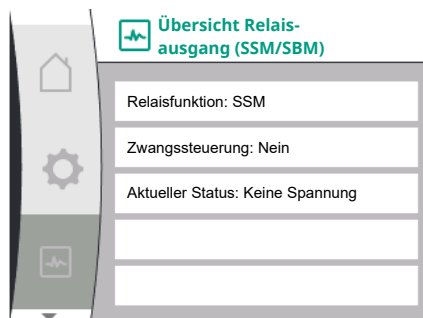 Übersicht Relais-
ausgang (SSM/SBM)
Relaisfunktion: SSM
Zwangssteuerung: Nein
Aktueller Status: Keine Spannung